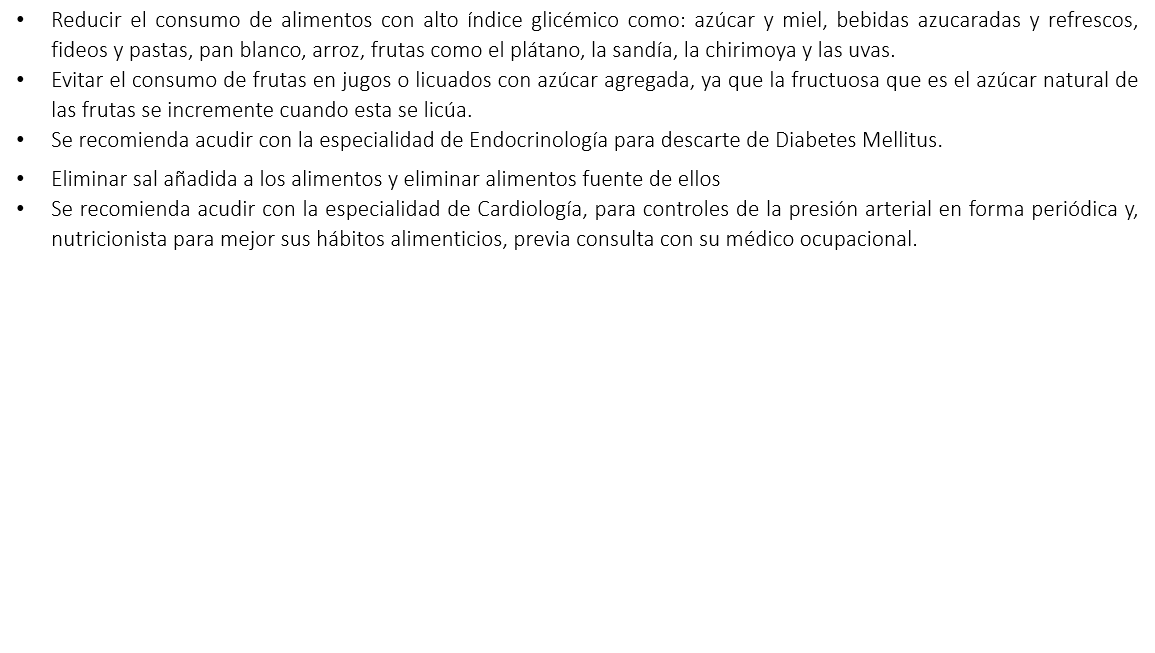 • Reducir el consumo de alimentos con alto índice glicémico como: azúcar y miel, bebidas azucaradas y refrescos,
fideos y pastas, pan blanco, arroz, frutas como el plátano, la sandía, la chirimoya y las uvas.
• Evitar el consumo de frutas en jugos o licuados con azúcar agregada, ya que la fructuosa que es el azúcar natural de
las frutas se incremente cuando esta se licúa.
• Se recomienda acudir con la especialidad de Endocrinología para descarte de Diabetes Mellitus.
• Eliminar sal añadida a los alimentos y eliminar alimentos fuente de ellos
• Se recomienda acudir con la especialidad de Cardiología, para controles de la presión arterial en forma periódica y,
nutricionista para mejor sus hábitos alimenticios, previa consulta con su médico ocupacional.